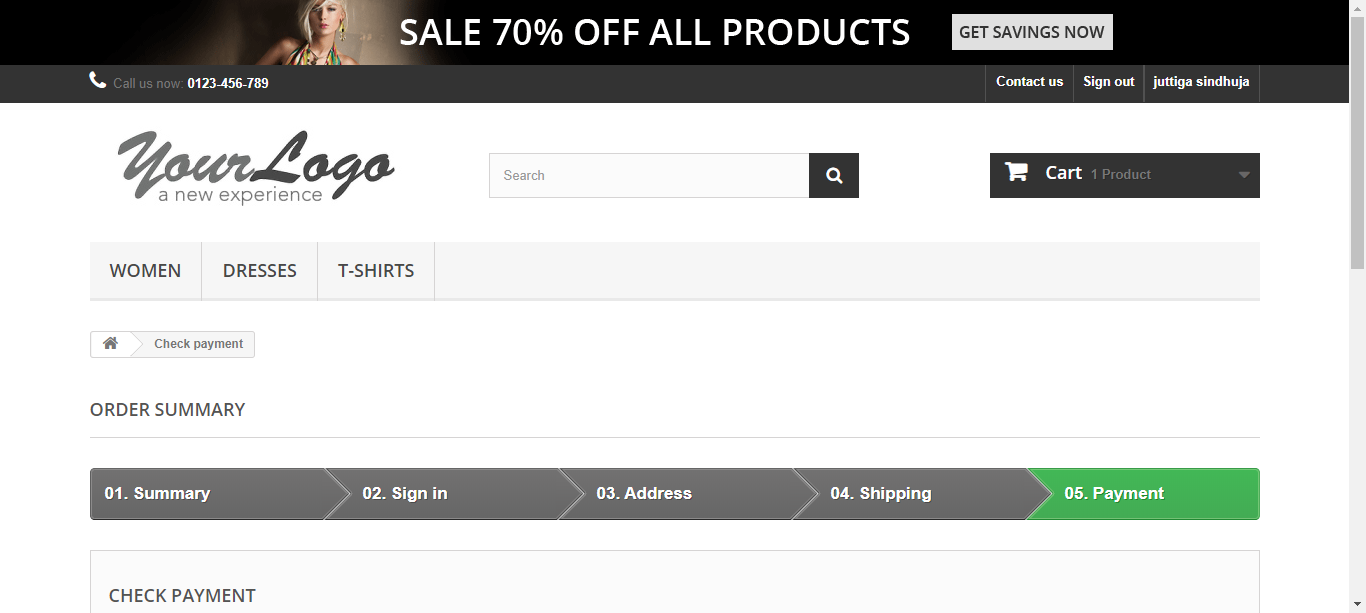 SALE 70% OFF ALL PRODUCTS GET SAVINGS NOW
Call us now: 0123-456-789 Contact us Sign out juttiga sindhuja
Your Logo
a new experience
Search
Cart 1 Product
WOMEN DRESSES T-SHIRTS
Check payment
ORDER SUMMARY
01. Summary 02. Sign in 03. Address 04. Shipping 05. Payment
CHECK PAYMENT